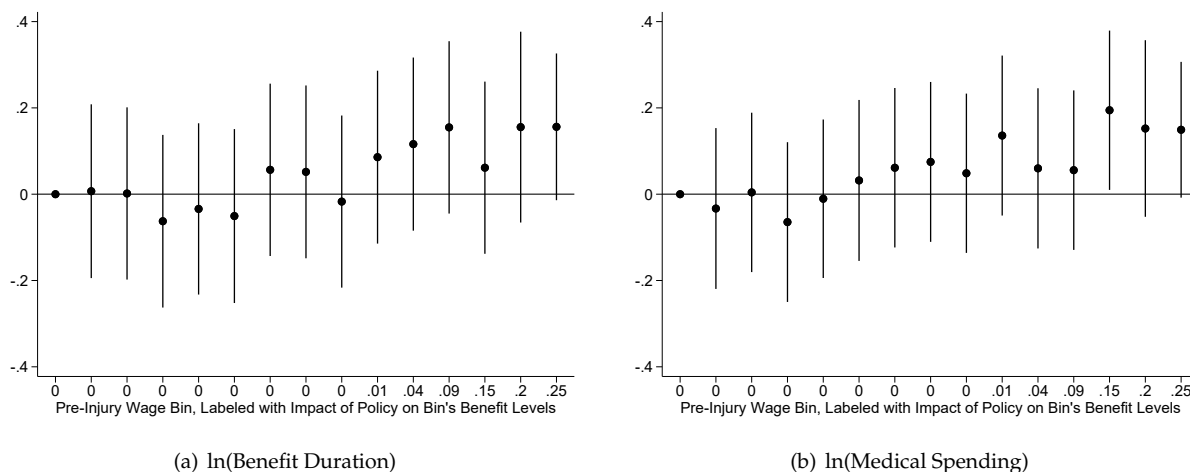 .4
.2
0
-.2
-.4
0 0 0 0 0 0 0 0 0 .01 .04 .09 .15 .2 .25
Pre-Injury Wage Bin, Labeled with Impact of Policy on Bin's Benefit Levels
(a) ln(Benefit Duration)
.4
.2
0
-.2
-.4
0 0 0 0 0 0 0 0 0 .01 .04 .09 .15 .2 .25
Pre-Injury Wage Bin, Labeled with Impact of Policy on Bin's Benefit Levels
(b) ln(Medical Spending)